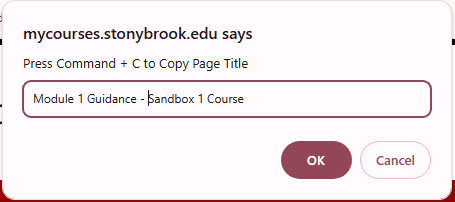 mycourses.stonybrook.edu says
Press Command + C to Copy Page Title
Module 1 Guidance - Sandbox 1 Course
OK
Cancel